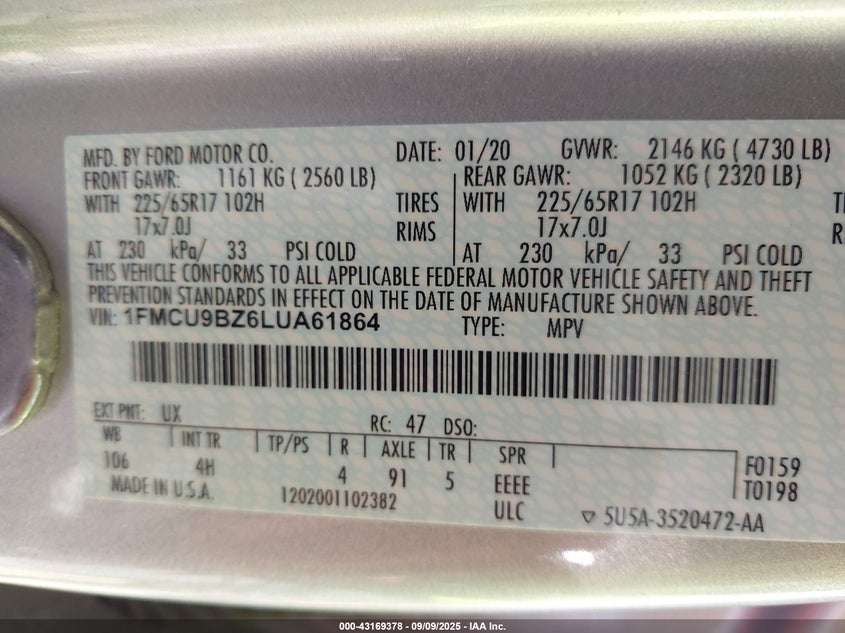 MFD. BY FORD MOTOR CO. DATE: 01/20 GVWR: 2146 KG ( 4730 LB)
FRONT GAWR: 1161 KG ( 2560 LB) REAR GAWR: 1052 KG ( 2320 LB)
WITH 225/65R17 102H TIRES WITH 225/65R17 102H
17x7.0J RIMS 17x7.0J
AT 230 kPa/ 33 PSI COLD AT 230 kPa/ 33 PSI COLD
THIS VEHICLE CONFORMS TO ALL APPLICABLE FEDERAL MOTOR VEHICLE SAFETY AND THEFT
PREVENTION STANDARDS IN EFFECT ON THE DATE OF MANUFACTURE SHOWN ABOVE.
VIN: 1FMCU9BZ6LUA61864 TYPE: MPV
EXT PNT: UX RC: 47 DSO:
WB INT TR TP/PS R AXLE TR SPR
106 4H 4 91 5 EEEE F0159
MADE IN U.S.A. 1202001102382 ULC T0198
▽ 5U5A-3520472-AA
000-43169378 - 09/09/2025 - IAA Inc.